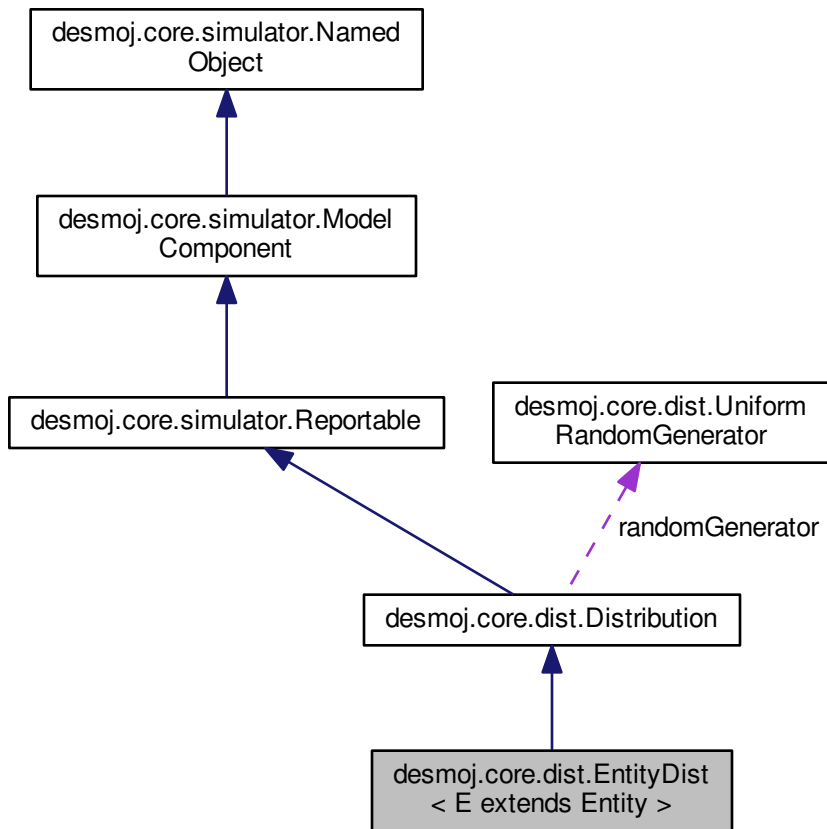 desmoj.core.simulator.Named
Object
desmoj.core.simulator.Model
Component
desmoj.core.simulator.Reportable
desmoj.core.dist.Uniform
RandomGenerator
randomGenerator
desmoj.core.dist.Distribution
desmoj.core.dist.EntityDist
< E extends Entity >